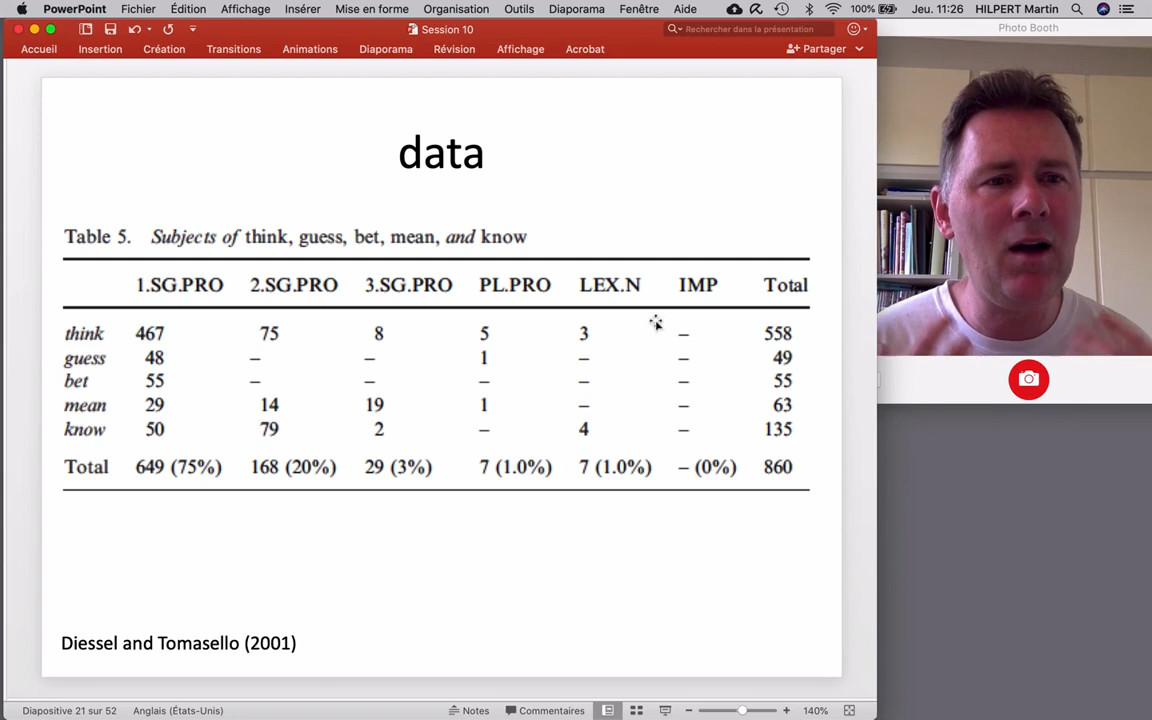 PowerPoint Fichier Édition Affichage Insérer Mise en forme Organisation Outils Diaporama Fenêtre Aide 100% Jeu. 11:26 HILPERT Martin
Session 10 Rechercher dans la présentation
Photo Booth
Accueil Insertion Création Transitions Animations Diaporama Révision Affichage Acrobat Partager
data
Table 5. Subjects of think, guess, bet, mean, and know
1.SG.PRO 2.SG.PRO 3.SG.PRO PL.PRO LEX.N IMP Total
think 467 75 8 5 3 – 558
guess 48 – – 1 – – 49
bet 55 – – – – – 55
mean 29 14 19 1 – – 63
know 50 79 2 – 4 – 135
Total 649 (75%) 168 (20%) 29 (3%) 7 (1.0%) 7 (1.0%) – (0%) 860
Diessel and Tomasello (2001)
Diapositive 21 sur 52 Anglais (États-Unis) Notes Commentaires 140%